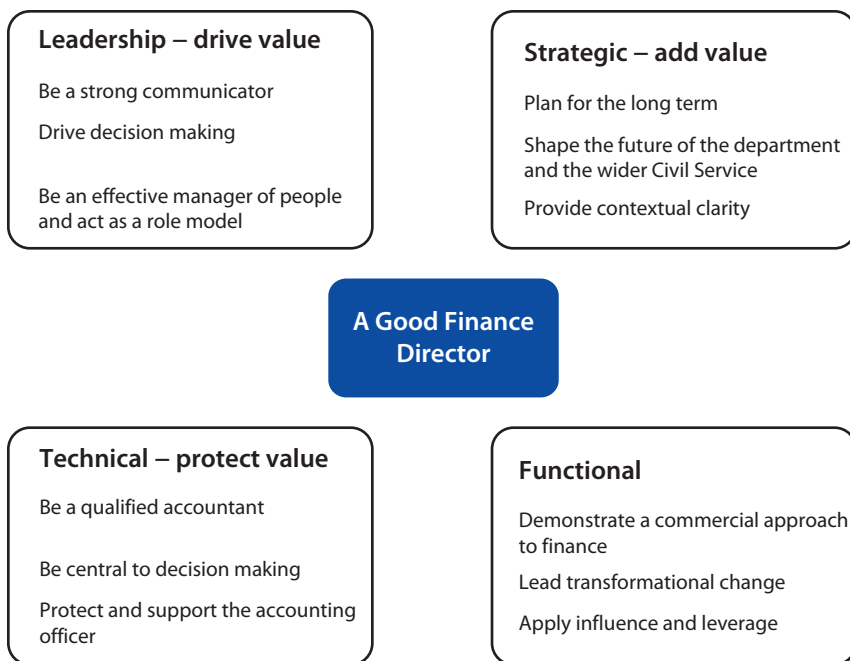 Leadership – drive value
Be a strong communicator
Drive decision making
Be an effective manager of people
and act as a role model
Strategic – add value
Plan for the long term
Shape the future of the department
and the wider Civil Service
Provide contextual clarity
A Good Finance
Director
Technical – protect value
Be a qualified accountant
Be central to decision making
Protect and support the accounting
officer
Functional
Demonstrate a commercial approach
to finance
Lead transformational change
Apply influence and leverage